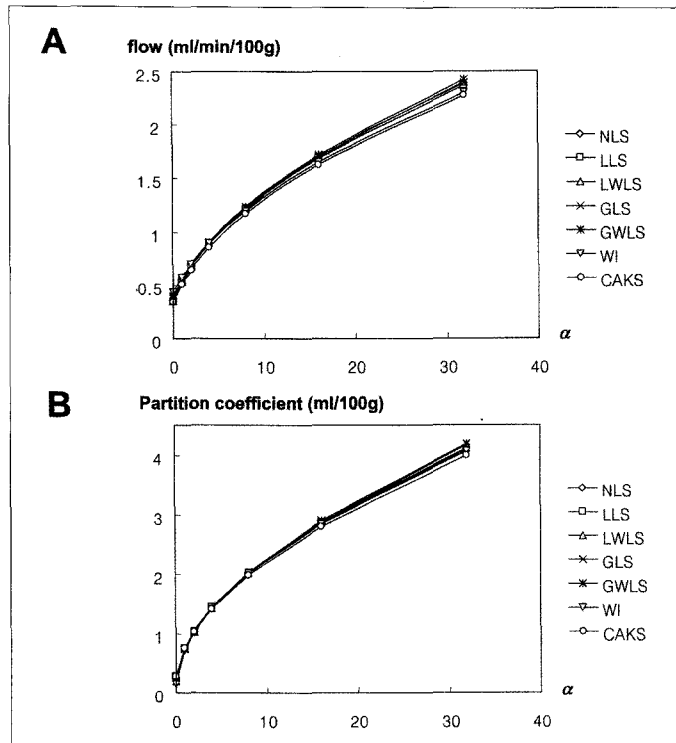 A
flow (ml/min/100g)
2.5
2
1.5
1
0.5
0
0 10 20 30 40
α
NLS
LLS
LWLS
GLS
GWLS
WI
CAKS
B
Partition coefficient (ml/100g)
4
3
2
1
0
0 10 20 30 40
α
NLS
LLS
LWLS
GLS
GWLS
WI
CAKS